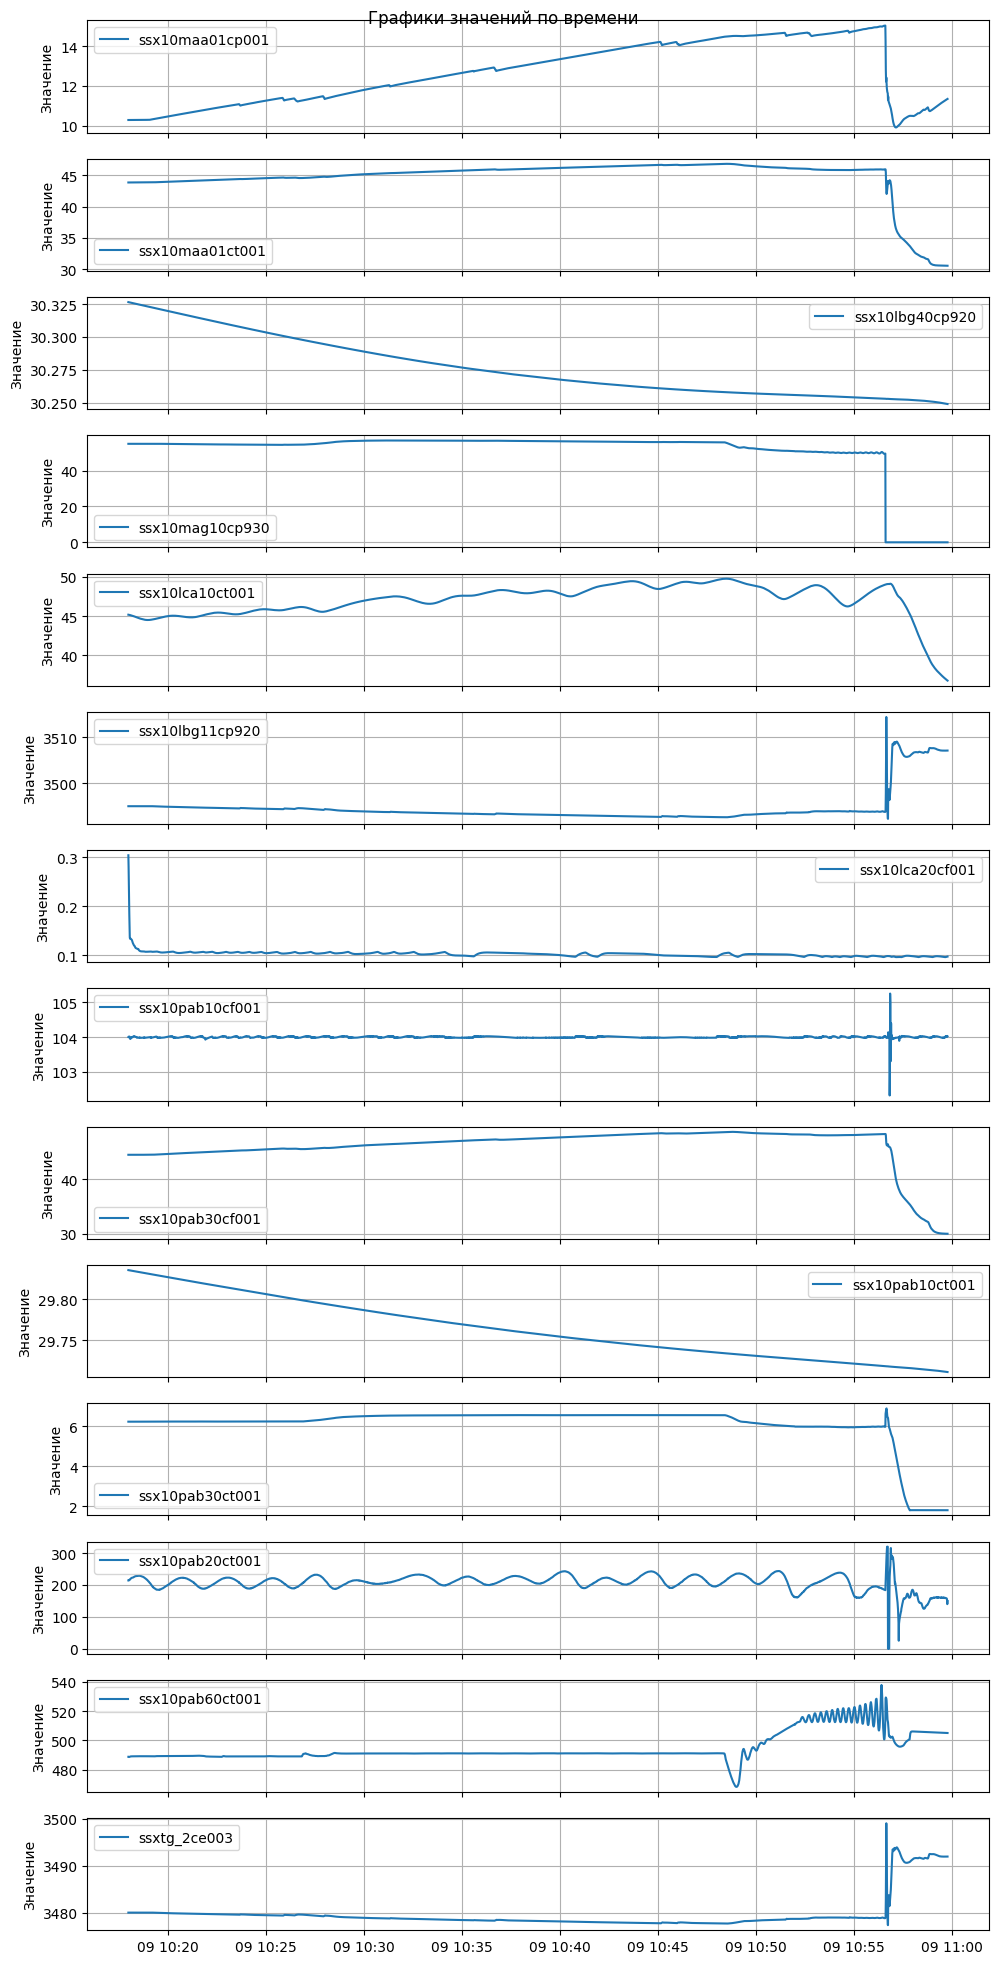 Графики значений по времени
ssx10maa01cp001
Значение
14
12
10
ssx10maa01ct001
Значение
45
40
35
30
ssx10lbg40cp920
Значение
30.325
30.300
30.275
30.250
ssx10mag10cp930
Значение
40
20
0
ssx10lca10ct001
Значение
50
45
40
ssx10lbg11cp920
Значение
3510
3500
ssx10lca20cf001
Значение
0.3
0.2
0.1
ssx10pab10cf001
Значение
105
104
103
ssx10pab30cf001
Значение
40
30
ssx10pab10ct001
Значение
29.80
29.75
ssx10pab30ct001
Значение
6
4
2
ssx10pab20ct001
Значение
300
200
100
0
ssx10pab60ct001
Значение
540
520
500
480
ssxtg_2ce003
Значение
3500
3490
3480
09 10:20 09 10:25 09 10:30 09 10:35 09 10:40 09 10:45 09 10:50 09 10:55 09 11:00